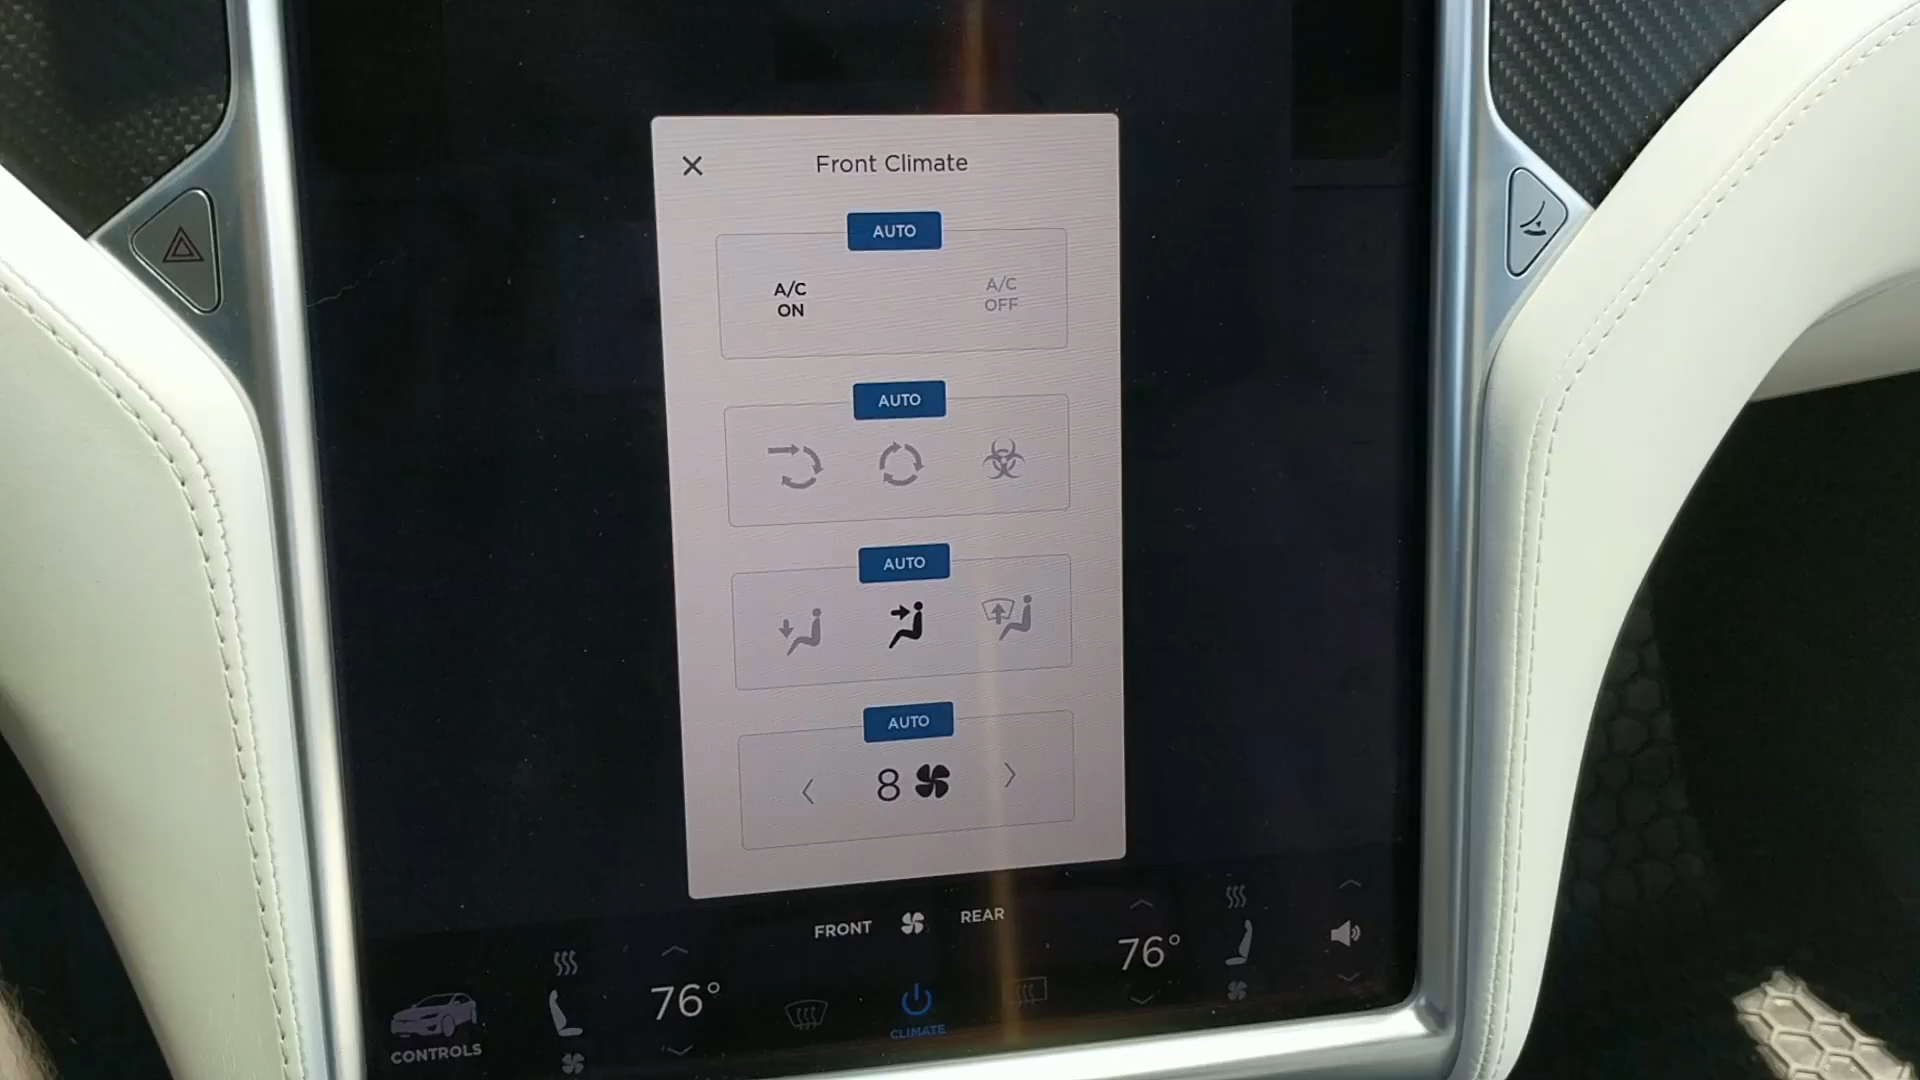 Front Climate
AUTO
A/C ON
A/C OFF
AUTO
AUTO
AUTO
8
FRONT
REAR
76°
76°
CONTROLS
CLIMATE